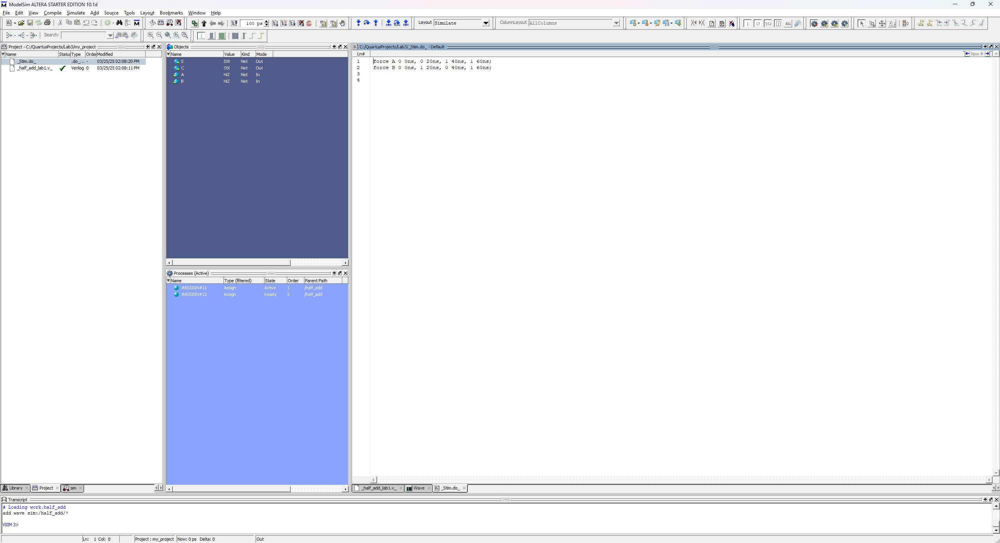 ModelSim ALTERA STARTER EDITION 10.1d
File Edit View Compile Simulate Add Source Tools Layout Bookmarks Window Help
100 ps
Layout Simulate
ColumnLayout AllColumns
Search:
Project - C:/QuartusProjects/Lab3/my_project
Name Status Type Order Modified
_Stim.do_ .do_... - 03/25/25 02:08:20 PM
_half_add_lab1.v_ Verilog 0 03/25/25 02:08:11 PM
Library Project sim
Objects
Name Value Kind Mode
S StX Net Out
C StX Net Out
A HiZ Net In
B HiZ Net In
Processes (Active)
Name Type (filtered) State Order Parent Path
#ASSIGN#11 Assign Active 1 /half_add
#ASSIGN#12 Assign Ready 2 /half_add
C:/QuartusProjects/Lab3/_Stim.do_ - Default
Ln# Now
1 force A 0 0ns, 0 20ns, 1 40ns, 1 60ns;
2 force B 0 0ns, 1 20ns, 0 40ns, 1 60ns;
3
4
_half_add_lab1.v_ Wave _Stim.do_
Transcript
# Loading work.half_add
add wave sim:/half_add/*
VSIM 3>
Ln: 1 Col: 0 Project : my_project Now: 0 ps Delta: 0 Out